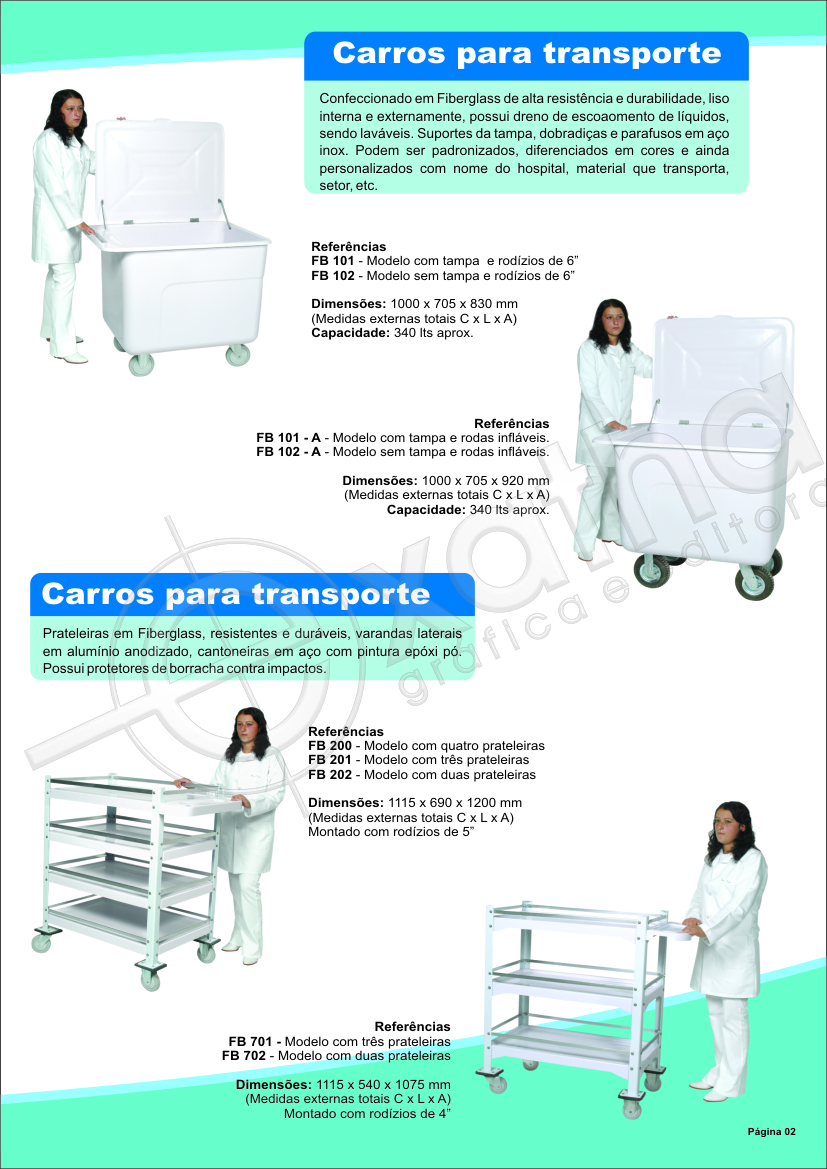 Carros para transporte
Confeccionado em Fiberglass de alta resistência e durabilidade, liso
interna e externamente, possui dreno de escoaomento de líquidos,
sendo laváveis. Suportes da tampa, dobradiças e parafusos em aço
inox. Podem ser padronizados, diferenciados em cores e ainda
personalizados com nome do hospital, material que transporta,
setor, etc.
Referências
FB 101 - Modelo com tampa e rodízios de 6”
FB 102 - Modelo sem tampa e rodízios de 6”
Dimensões: 1000 x 705 x 830 mm
(Medidas externas totais C x L x A)
Capacidade: 340 lts aprox.
Referências
FB 101 - A - Modelo com tampa e rodas infláveis.
FB 102 - A - Modelo sem tampa e rodas infláveis.
Dimensões: 1000 x 705 x 920 mm
(Medidas externas totais C x L x A)
Capacidade: 340 lts aprox.
exatha
gráfica e editora
Carros para transporte
Prateleiras em Fiberglass, resistentes e duráveis, varandas laterais
em alumínio anodizado, cantoneiras em aço com pintura epóxi pó.
Possui protetores de borracha contra impactos.
Referências
FB 200 - Modelo com quatro prateleiras
FB 201 - Modelo com três prateleiras
FB 202 - Modelo com duas prateleiras
Dimensões: 1115 x 690 x 1200 mm
(Medidas externas totais C x L x A)
Montado com rodízios de 5”
Referências
FB 701 - Modelo com três prateleiras
FB 702 - Modelo com duas prateleiras
Dimensões: 1115 x 540 x 1075 mm
(Medidas externas totais C x L x A)
Montado com rodízios de 4”
Página 02